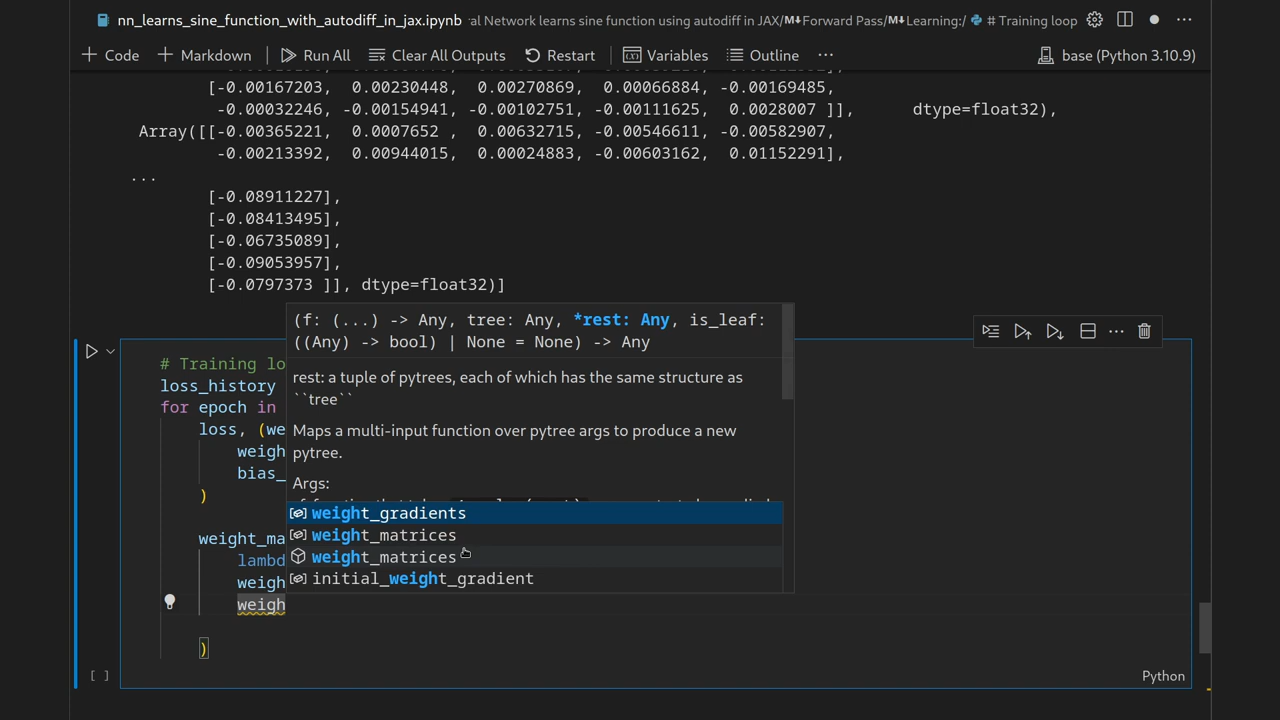 nn_learns_sine_function_with_autodiff_in_jax.ipynb al Network learns sine function using autodiff in JAX/M↓Forward Pass/M↓Learning:/ # Training loop
Code Markdown Run All Clear All Outputs Restart Variables Outline ... base (Python 3.10.9)
[-0.00167203, 0.00230448, 0.00270869, 0.00066884, -0.00169485,
-0.00032246, -0.00154941, -0.00102751, -0.00111625, 0.0028007 ]], dtype=float32),
Array([[-0.00365221, 0.0007652 , 0.00632715, -0.00546611, -0.00582907,
-0.00213392, 0.00944015, 0.00024883, -0.00603162, 0.01152291],
...
[-0.08911227],
[-0.08413495],
[-0.06735089],
[-0.09053957],
[-0.0797373 ]], dtype=float32)]
(f: (...) -> Any, tree: Any, *rest: Any, is_leaf:
((Any) -> bool) | None = None) -> Any
rest: a tuple of pytrees, each of which has the same structure as
``tree``
Maps a multi-input function over pytree args to produce a new
pytree.
Args:
weight_gradients
weight_matrices
weight_matrices
initial_weight_gradient
# Training lo
loss_history
for epoch in
loss, (we
weigh
bias_
)
weight_ma
lambd
weigh
weigh
)
[ ]
Python